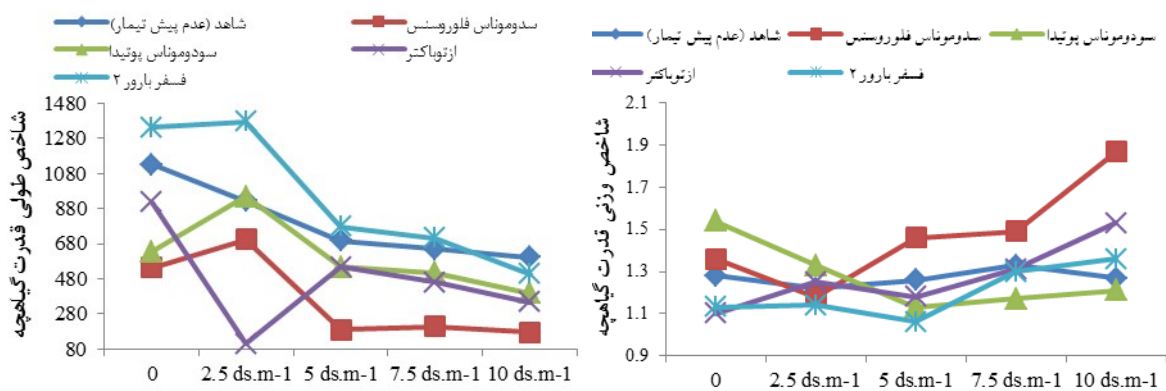 شاهد (عدم پیش تیمار) سدوموناس فلوروسنس
سودوموناس پوتیدا ازتوباکتر
فسفر بارور ۲
شاخص طولی قدرت گیاهچه
1480
1280
1080
880
680
480
280
80
0 2.5 ds.m-1 5 ds.m-1 7.5 ds.m-1 10 ds.m-1
شاهد (عدم پیش تیمار) سدوموناس فلوروسنس سودوموناس پوتیدا
ازتوباکتر فسفر بارور ۲
شاخص وزنی قدرت گیاهچه
2.1
1.9
1.7
1.5
1.3
1.1
0.9
0 2.5 ds.m-1 5 ds.m-1 7.5 ds.m-1 10 ds.m-1